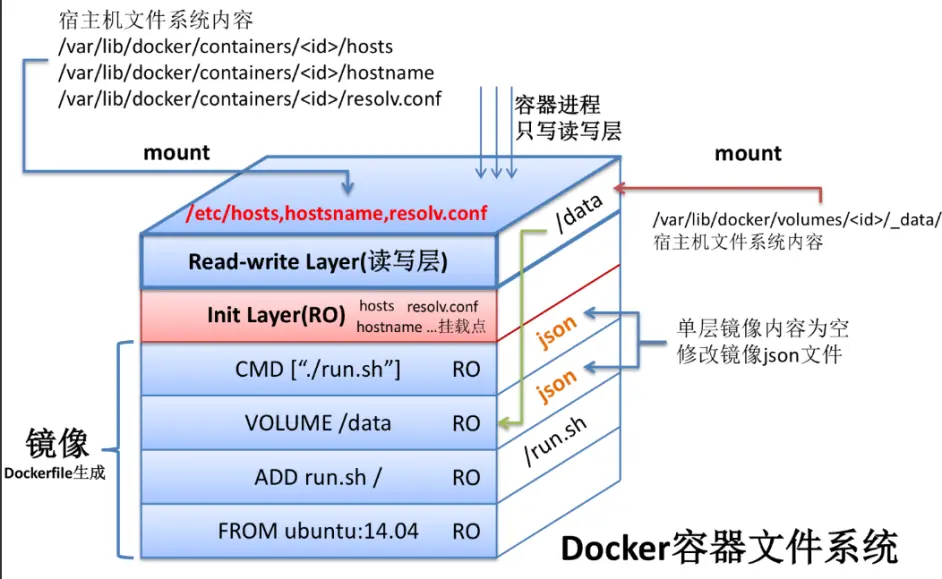 宿主机文件系统内容
/var/lib/docker/containers/<id>/hosts
/var/lib/docker/containers/<id>/hostname
/var/lib/docker/containers/<id>/resolv.conf
容器进程
只写读写层
mount
mount
/etc/hosts,hostsname,resolv.conf
/data
/var/lib/docker/volumes/<id>/_data/
宿主机文件系统内容
Read-write Layer(读写层)
Init Layer(RO)
hosts resolv.conf
hostname ...挂载点
json
单层镜像内容为空
修改镜像json文件
CMD [“./run.sh”] RO
json
VOLUME /data RO
/run.sh
镜像
Dockerfile生成
ADD run.sh / RO
FROM ubuntu:14.04 RO
Docker容器文件系统